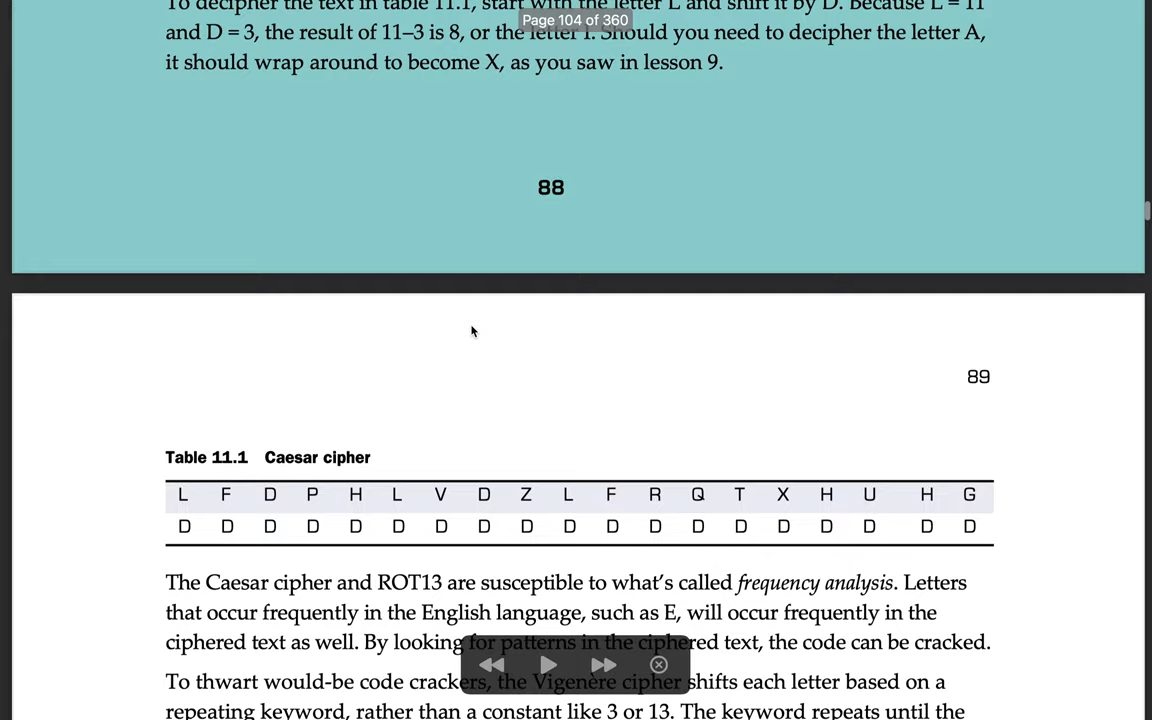 To decipher the text in table 11.1, start with the letter L and shift it by D. Because L = 11
Page 104 of 360
and D = 3, the result of 11–3 is 8, or the letter I. Should you need to decipher the letter A,
it should wrap around to become X, as you saw in lesson 9.
88
89
Table 11.1 Caesar cipher
L F D P H L V D Z L F R Q T X H U H G
D D D D D D D D D D D D D D D D D D D
The Caesar cipher and ROT13 are susceptible to what's called frequency analysis. Letters
that occur frequently in the English language, such as E, will occur frequently in the
ciphered text as well. By looking for patterns in the ciphered text, the code can be cracked.
To thwart would-be code crackers, the Vigenère cipher shifts each letter based on a
repeating keyword, rather than a constant like 3 or 13. The keyword repeats until the